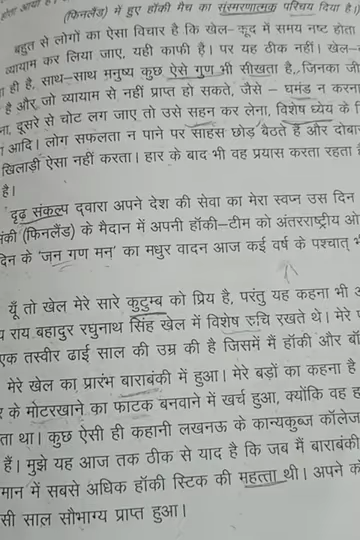 (फिनलैंड) में हुए हॉकी मैच का संस्मरणात्मक परिचय दिया है।)
बहुत से लोगों का ऐसा विचार है कि खेल-कूद में समय नष्ट होता
व्यायाम कर लिया जाए, यही काफी है। पर यह ठीक नहीं। खेल-
ही है, साथ-साथ मनुष्य कुछ ऐसे गुण भी सीखता है, जिनका जी
है और जो व्यायाम से नहीं प्राप्त हो सकते, जैसे – घमंड न करना
दूसरे से चोट लग जाए तो उसे सहन कर लेना, विशेष ध्येय के
आदि। लोग सफलता न पाने पर साहस छोड़ बैठते हैं और दोबा
खिलाड़ी ऐसा नहीं करता। हार के बाद भी वह प्रयास करता रहता
है।
दृढ़ संकल्प द्वारा अपने देश की सेवा का मेरा स्वप्न उस दिन
(फिनलैंड) के मैदान में अपनी हॉकी-टीम को अंतरराष्ट्रीय ओ
दिन के 'जन गण मन' का मधुर वादन आज कई वर्ष के पश्चात् भ
यूँ तो खेल मेरे सारे कुटुम्ब को प्रिय है, परंतु यह कहना भी
राय बहादुर रघुनाथ सिंह खेल में विशेष रुचि रखते थे। मेरे
एक तस्वीर ढाई साल की उम्र की है जिसमें मैं हॉकी और बॉ
मेरे खेल का प्रारंभ बाराबंकी में हुआ। मेरे बड़ों का कहना है
के मोटरखाने का फाटक बनवाने में खर्च हुआ, क्योंकि वह ह
ता था। कुछ ऐसी ही कहानी लखनऊ के कान्यकुब्ज कॉलेज
हैं। मुझे यह आज तक ठीक से याद है कि जब मैं बाराबंकी
मान में सबसे अधिक हॉकी स्टिक की महत्ता थी। अपने क
सी साल सौभाग्य प्राप्त हुआ।